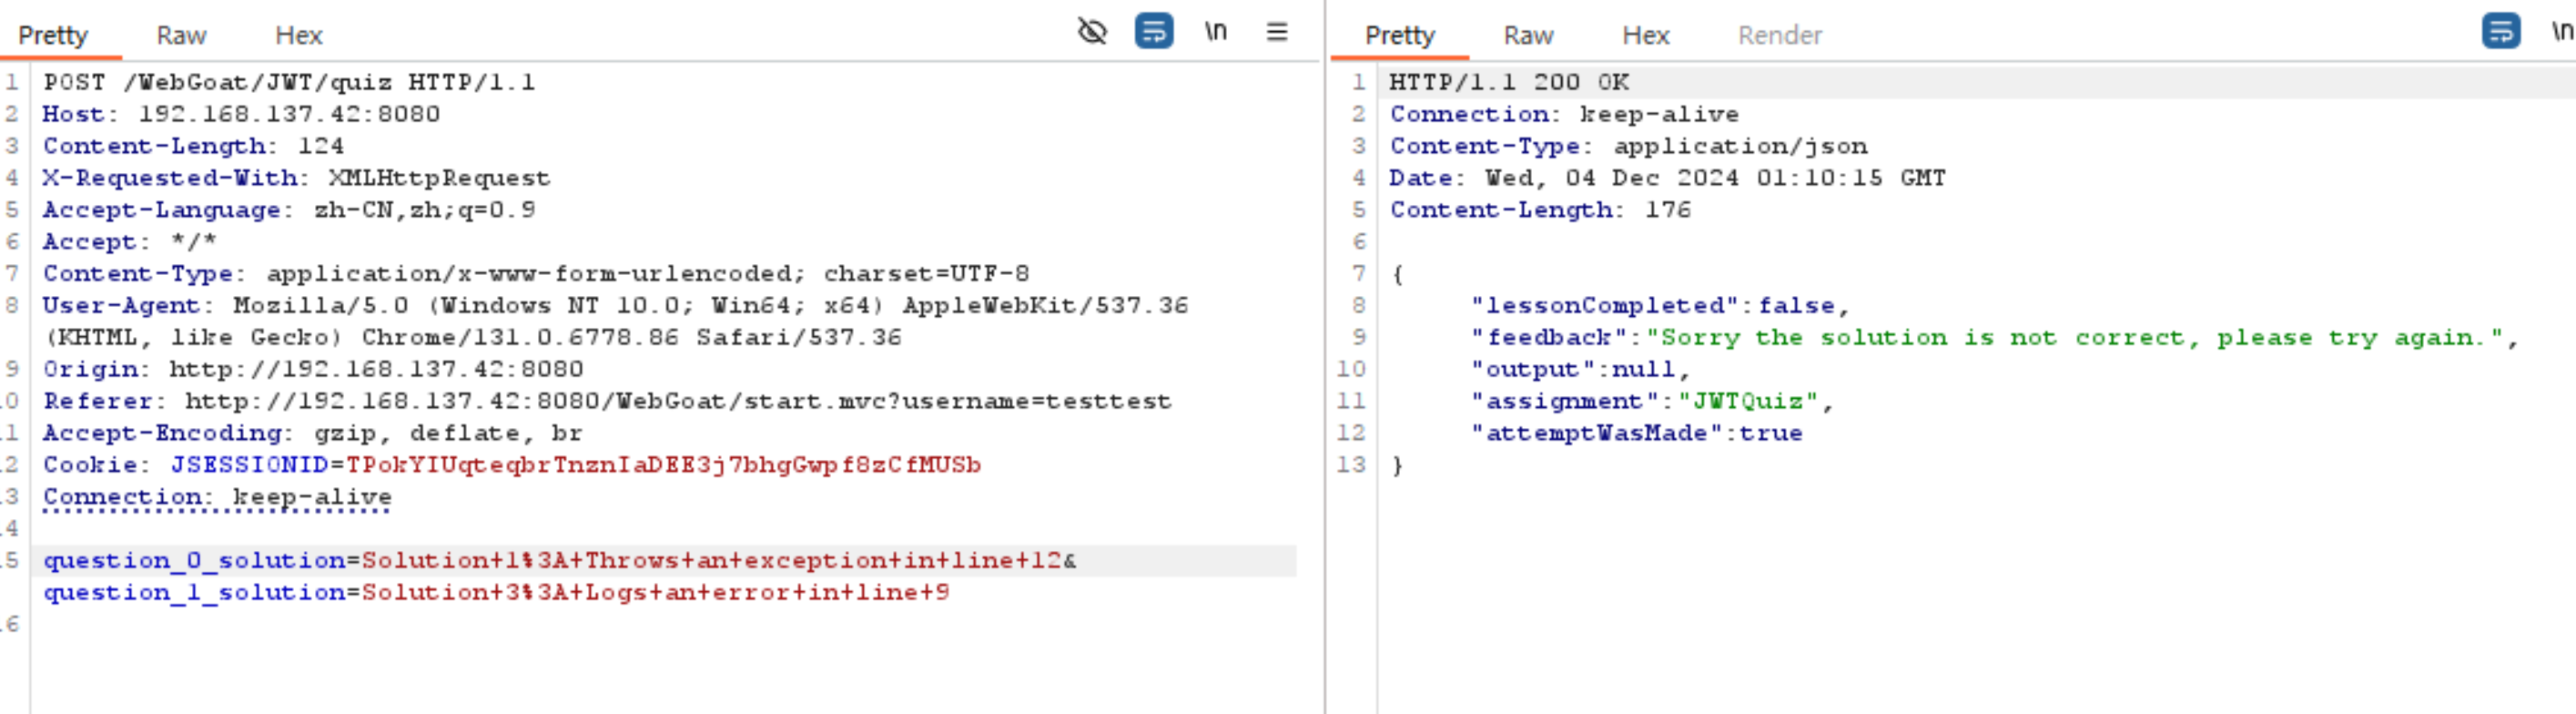 Pretty Raw Hex \n
1 POST /WebGoat/JWT/quiz HTTP/1.1
2 Host: 192.168.137.42:8080
3 Content-Length: 124
4 X-Requested-With: XMLHttpRequest
5 Accept-Language: zh-CN,zh;q=0.9
6 Accept: */*
7 Content-Type: application/x-www-form-urlencoded; charset=UTF-8
8 User-Agent: Mozilla/5.0 (Windows NT 10.0; Win64; x64) AppleWebKit/537.36
(KHTML, like Gecko) Chrome/131.0.6778.86 Safari/537.36
9 Origin: http://192.168.137.42:8080
0 Referer: http://192.168.137.42:8080/WebGoat/start.mvc?username=testtest
1 Accept-Encoding: gzip, deflate, br
2 Cookie: JSESSIONID=TPokYIUqteqbrTnznIaDEE3j7bhgGwpf8zCfMUSb
3 Connection: keep-alive
4
5 question_0_solution=Solution+1%3A+Throws+an+exception+in+line+12&
question_1_solution=Solution+3%3A+Logs+an+error+in+line+9
6
Pretty Raw Hex Render \n
1 HTTP/1.1 200 OK
2 Connection: keep-alive
3 Content-Type: application/json
4 Date: Wed, 04 Dec 2024 01:10:15 GMT
5 Content-Length: 176
6
7 {
8 "lessonCompleted":false,
9 "feedback":"Sorry the solution is not correct, please try again.",
10 "output":null,
11 "assignment":"JWTQuiz",
12 "attemptWasMade":true
13 }